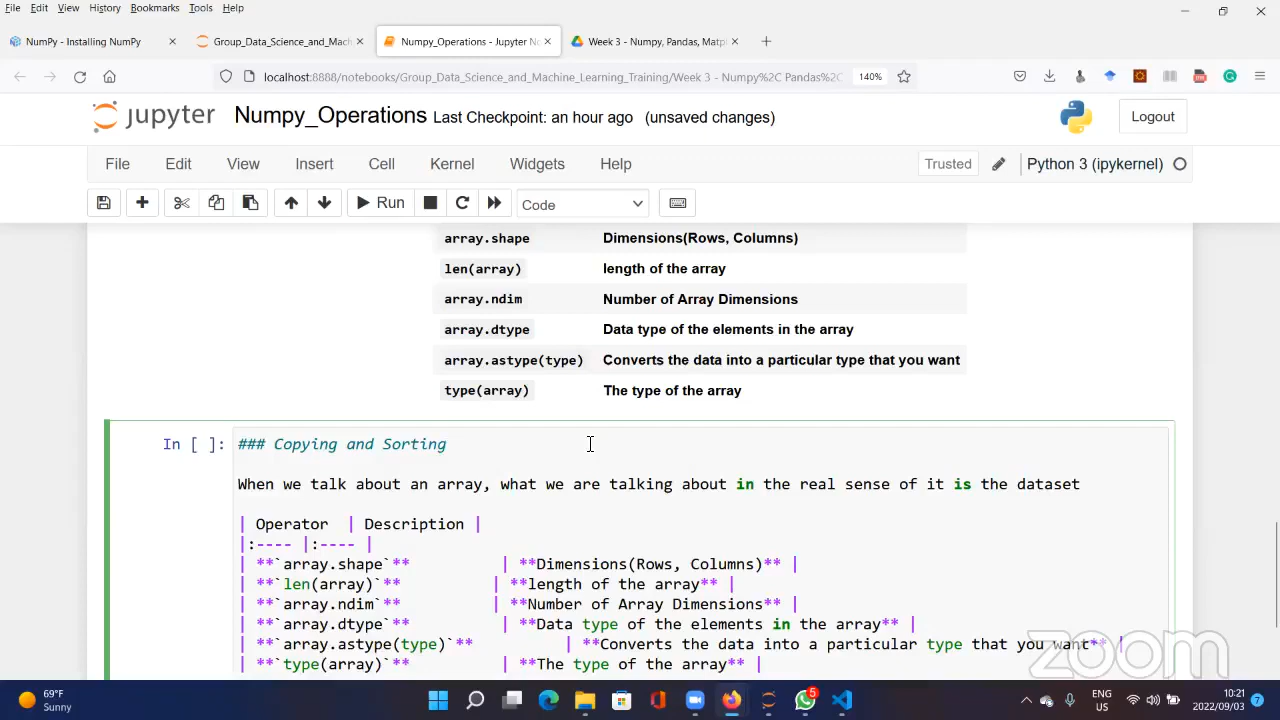 File Edit View History Bookmarks Tools Help
NumPy - Installing NumPy
Group_Data_Science_and_Mach
Numpy_Operations - Jupyter No
Week 3 - Numpy, Pandas, Matpl
localhost:8888/notebooks/Group_Data_Science_and_Machine_Learning_Training/Week 3 - Numpy%2C Pandas%2C 140%
jupyter Numpy_Operations Last Checkpoint: an hour ago (unsaved changes) Logout
File Edit View Insert Cell Kernel Widgets Help Trusted Python 3 (ipykernel)
Run Code
array.shape Dimensions(Rows, Columns)
len(array) length of the array
array.ndim Number of Array Dimensions
array.dtype Data type of the elements in the array
array.astype(type) Converts the data into a particular type that you want
type(array) The type of the array
In [ ]: ### Copying and Sorting
When we talk about an array, what we are talking about in the real sense of it is the dataset
| Operator | Description |
|:---- |:---- |
| **`array.shape`** | **Dimensions(Rows, Columns)** |
| **`len(array)`** | **length of the array** |
| **`array.ndim`** | **Number of Array Dimensions** |
| **`array.dtype`** | **Data type of the elements in the array** |
| **`array.astype(type)`** | **Converts the data into a particular type that you want** |
| **`type(array)`** | **The type of the array** |
zoom
69°F
Sunny
5
ENG
US
10:21
2022/09/03
7